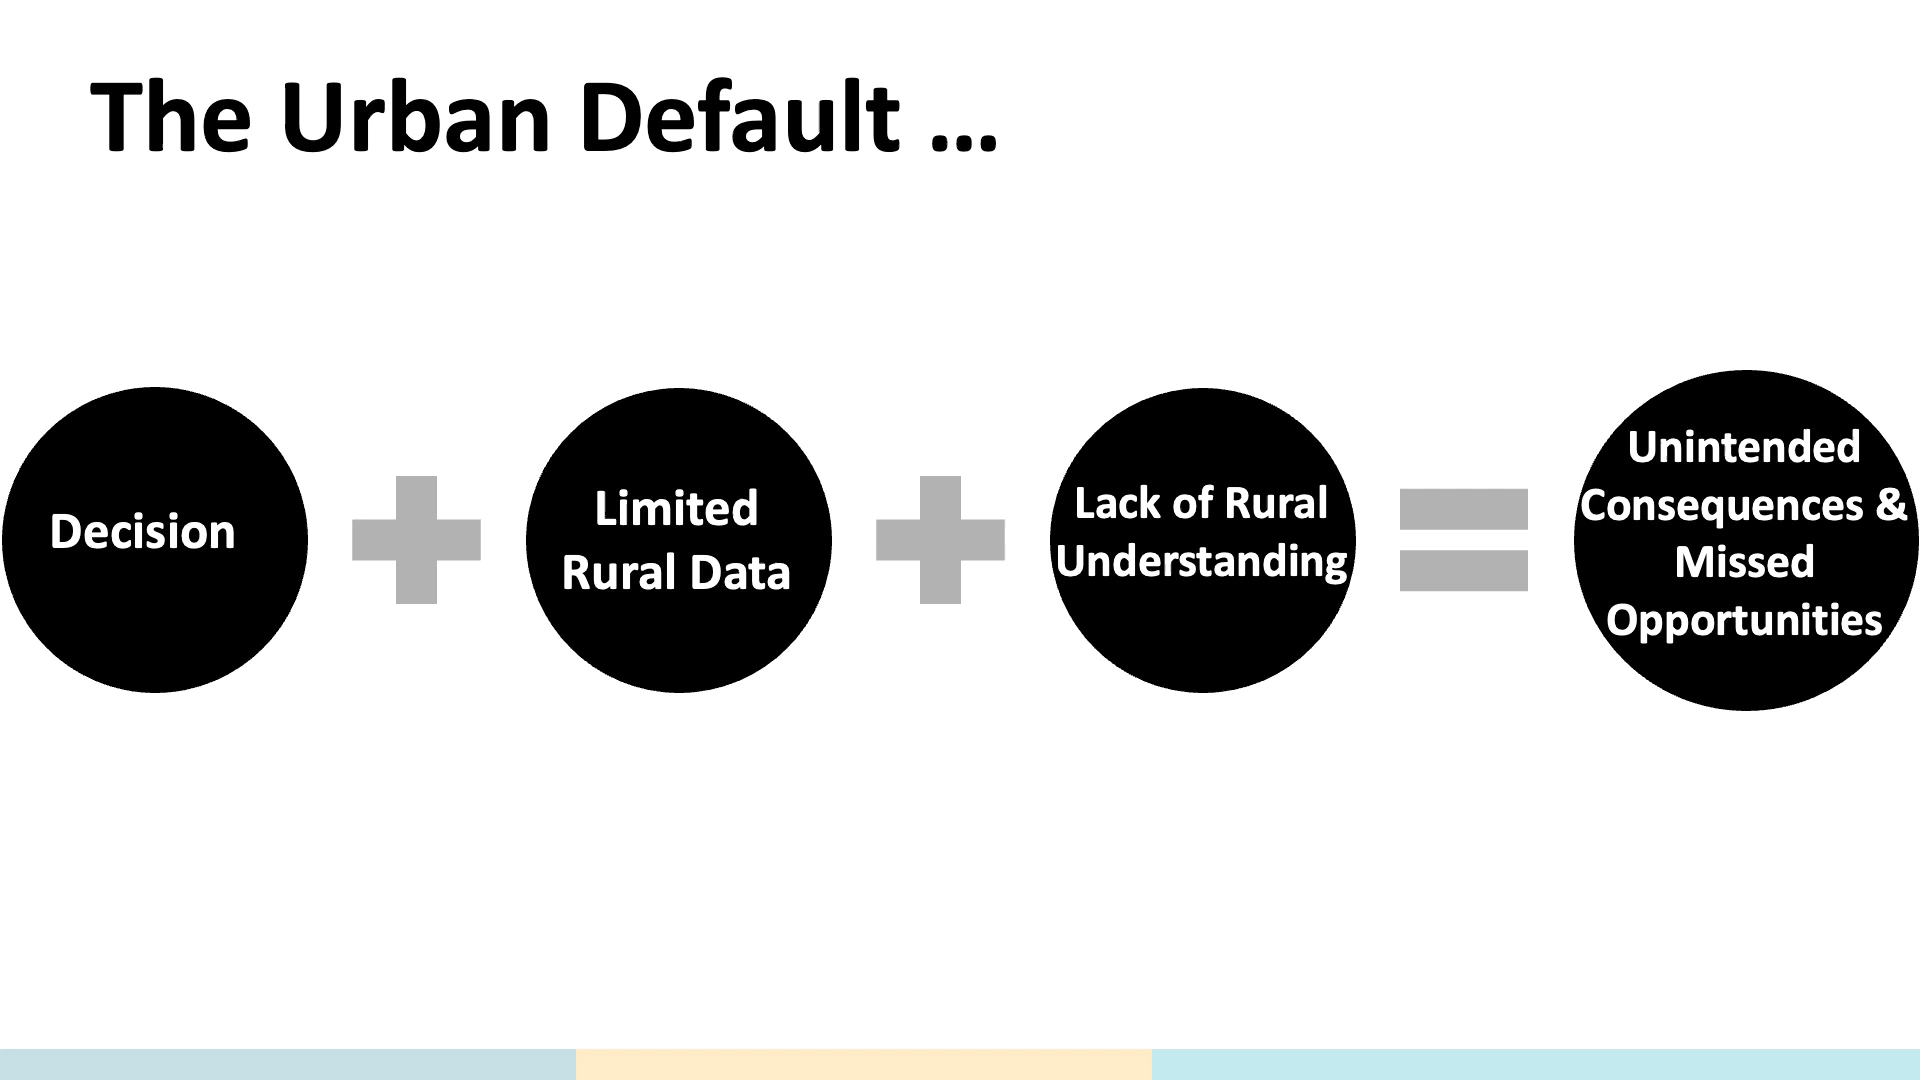 The Urban Default ...
Decision
Limited
Rural Data
Lack of Rural
Understanding
Unintended
Consequences &
Missed
Opportunities